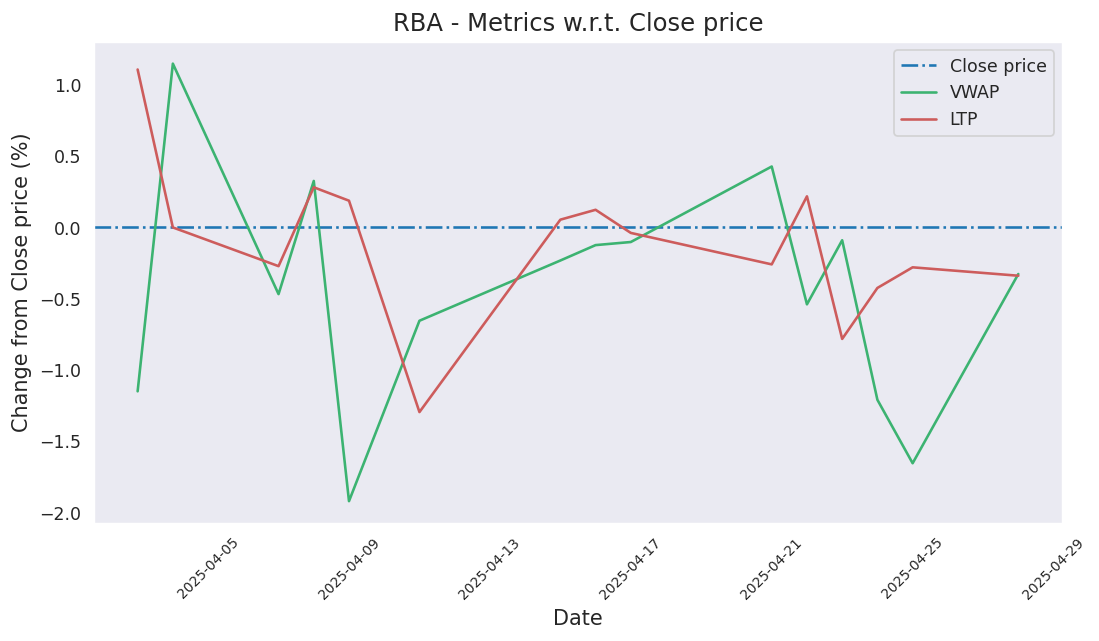 RBA - Metrics w.r.t. Close price
Close price
VWAP
LTP
Change from Close price (%)
1.0
0.5
0.0
−0.5
−1.0
−1.5
−2.0
2025-04-05
2025-04-09
2025-04-13
2025-04-17
2025-04-21
2025-04-25
2025-04-29
Date